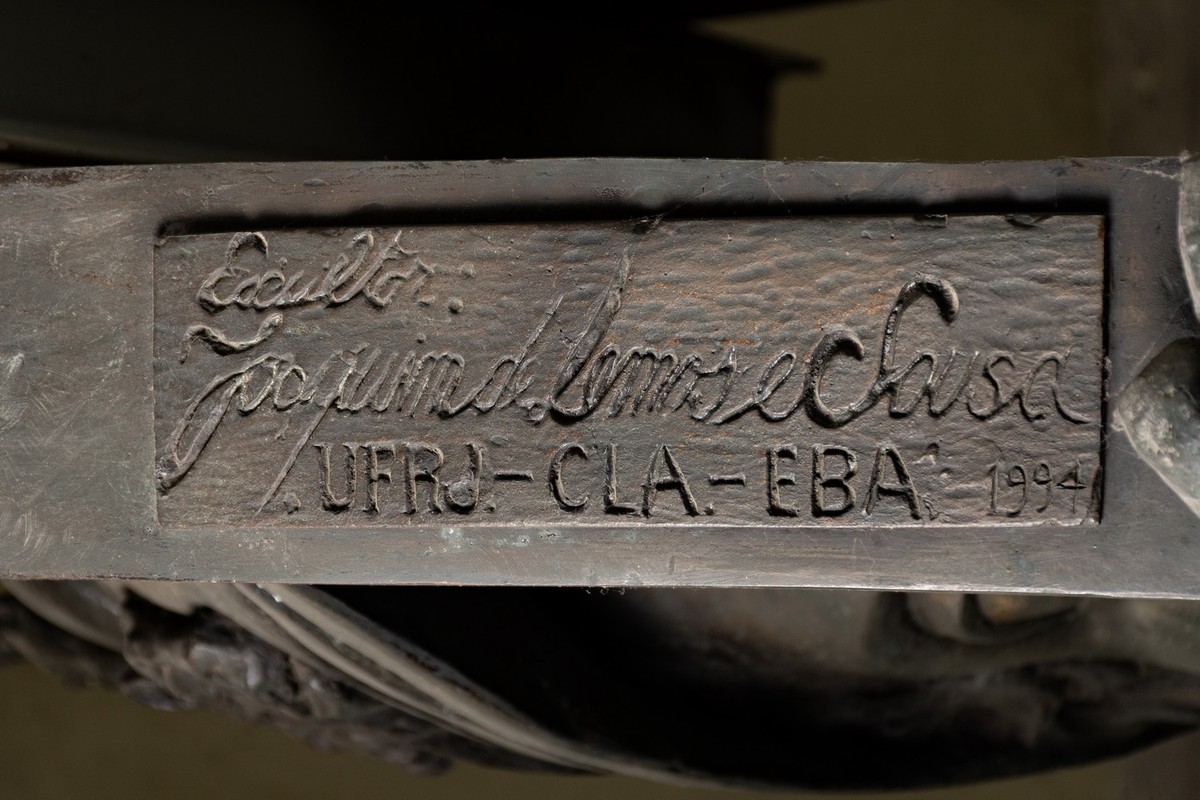 Escultor:
Joaquim de Lemos e Sousa
. UFRJ. - CLA. - EBA. 1994